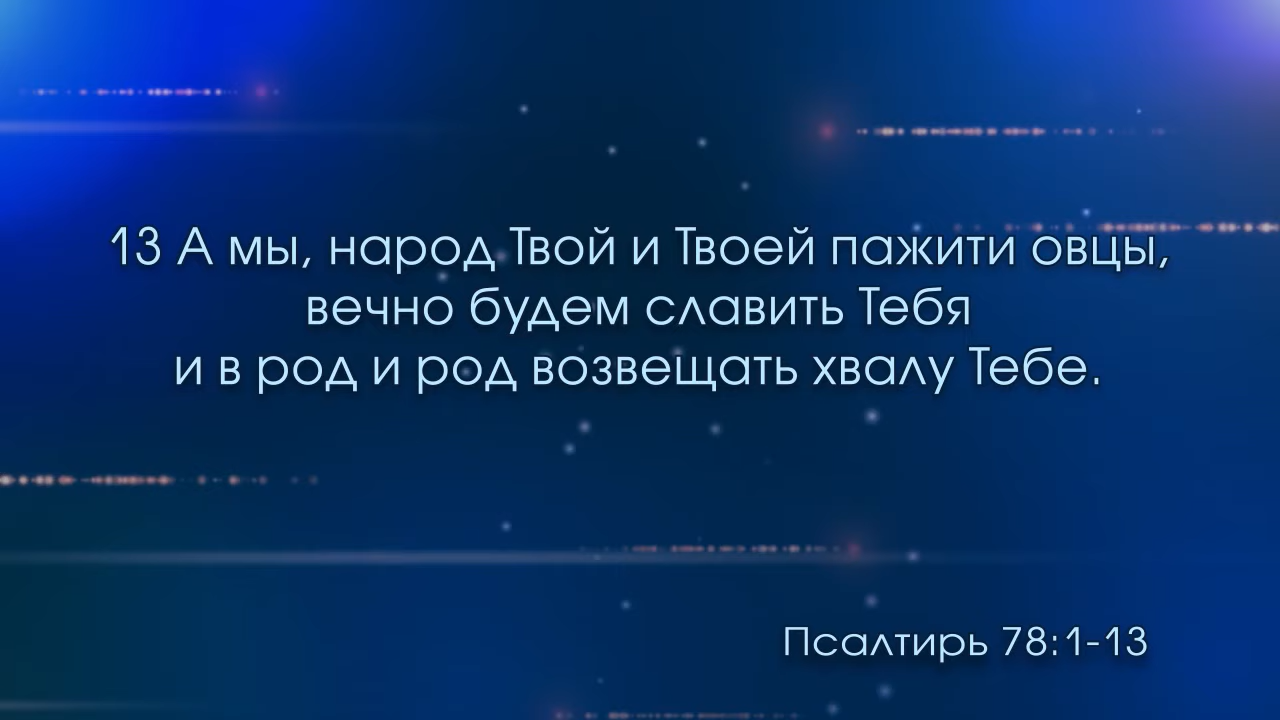 13 А мы, народ Твой и Твоей пажити овцы,
вечно будем славить Тебя
и в род и род возвещать хвалу Тебе.
Псалтирь 78:1-13